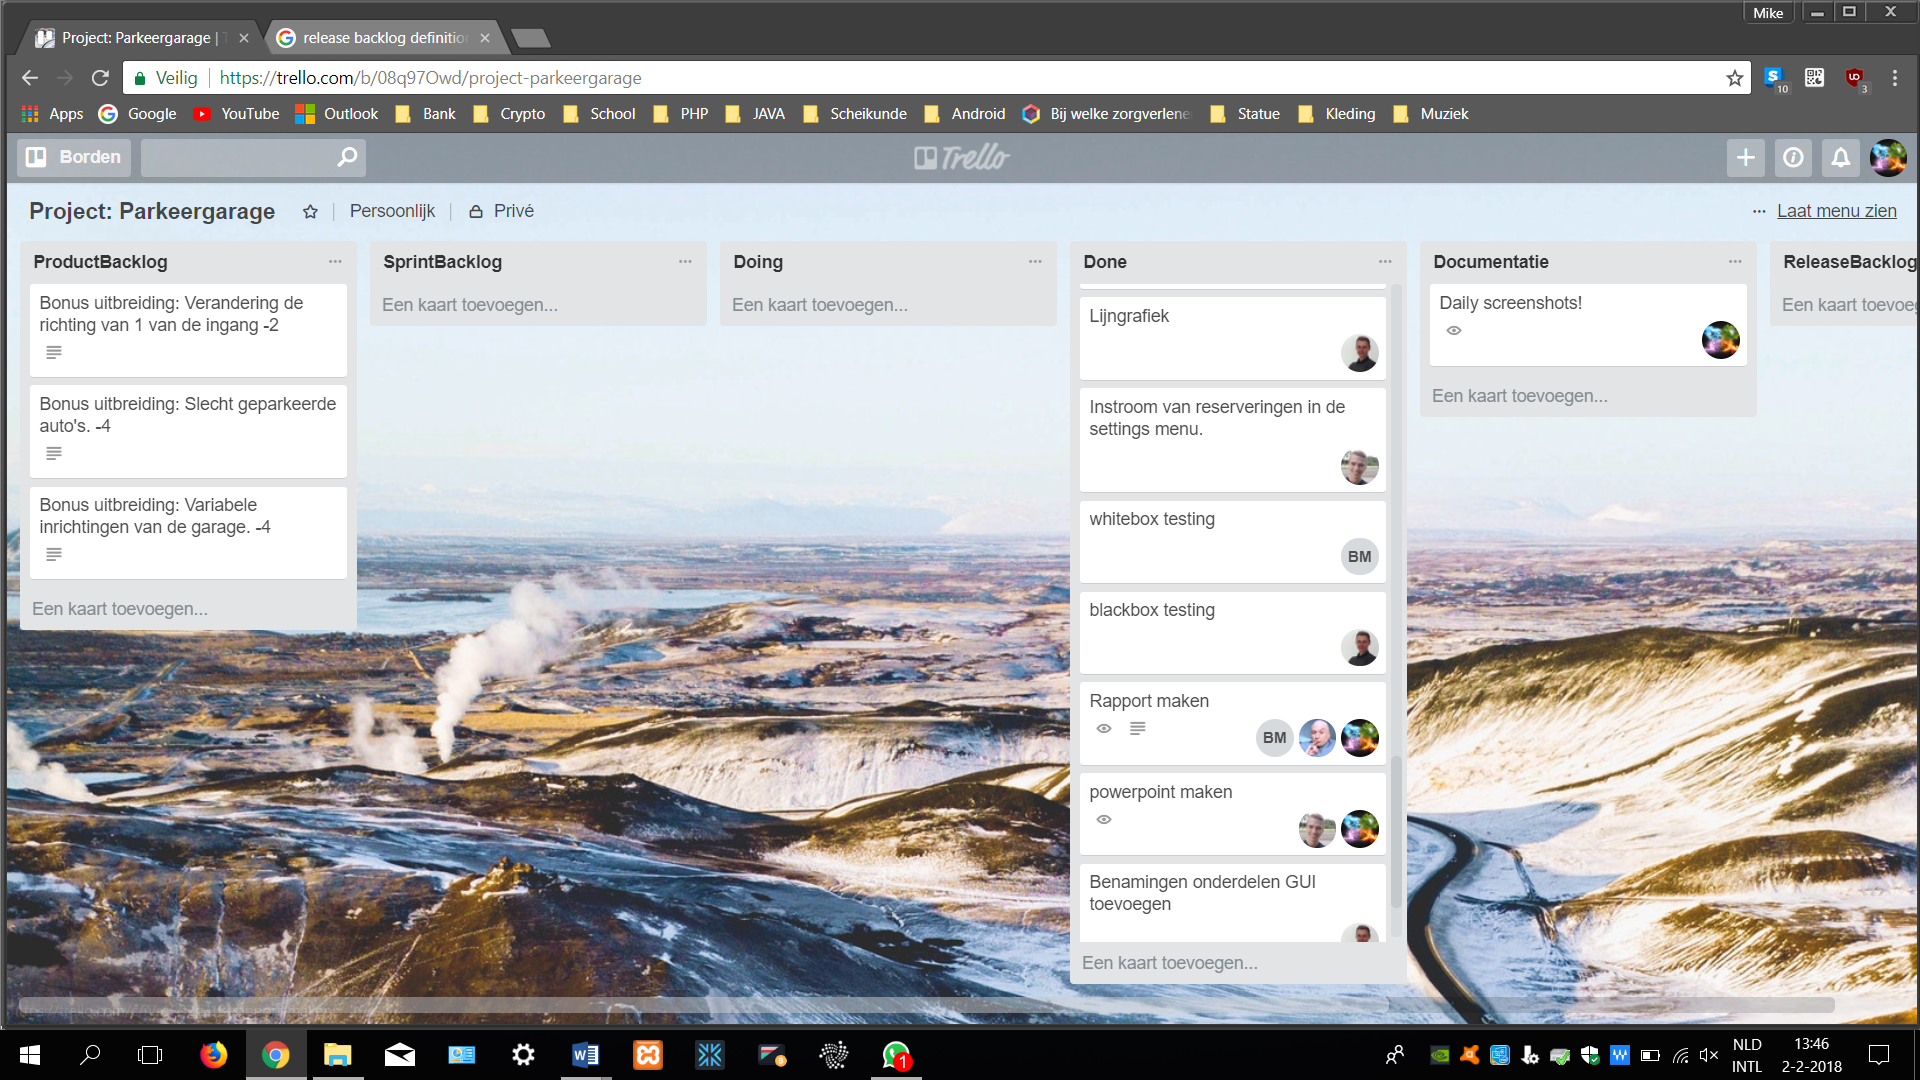 Mike
Project: Parkeergarage |
release backlog definition
Veilig
https://trello.com/b/08q97Owd/project-parkeergarage
10
3
Apps
Google
YouTube
Outlook
Bank
Crypto
School
PHP
JAVA
Scheikunde
Android
Bij welke zorgverlene
Statue
Kleding
Muziek
Borden
Trello
Project: Parkeergarage
Persoonlijk
Privé
Laat menu zien
ProductBacklog
Bonus uitbreiding: Verandering de
richting van 1 van de ingang -2
Bonus uitbreiding: Slecht geparkeerde
auto's. -4
Bonus uitbreiding: Variabele
inrichtingen van de garage. -4
Een kaart toevoegen...
SprintBacklog
Een kaart toevoegen...
Doing
Een kaart toevoegen...
Done
Lijngrafiek
Instroom van reserveringen in de
settings menu.
whitebox testing
BM
blackbox testing
Rapport maken
BM
powerpoint maken
Benamingen onderdelen GUI
toevoegen
Een kaart toevoegen...
Documentatie
Daily screenshots!
Een kaart toevoegen...
ReleaseBacklog
Een kaart toevoeg
1
NLD
INTL
13:46
2-2-2018